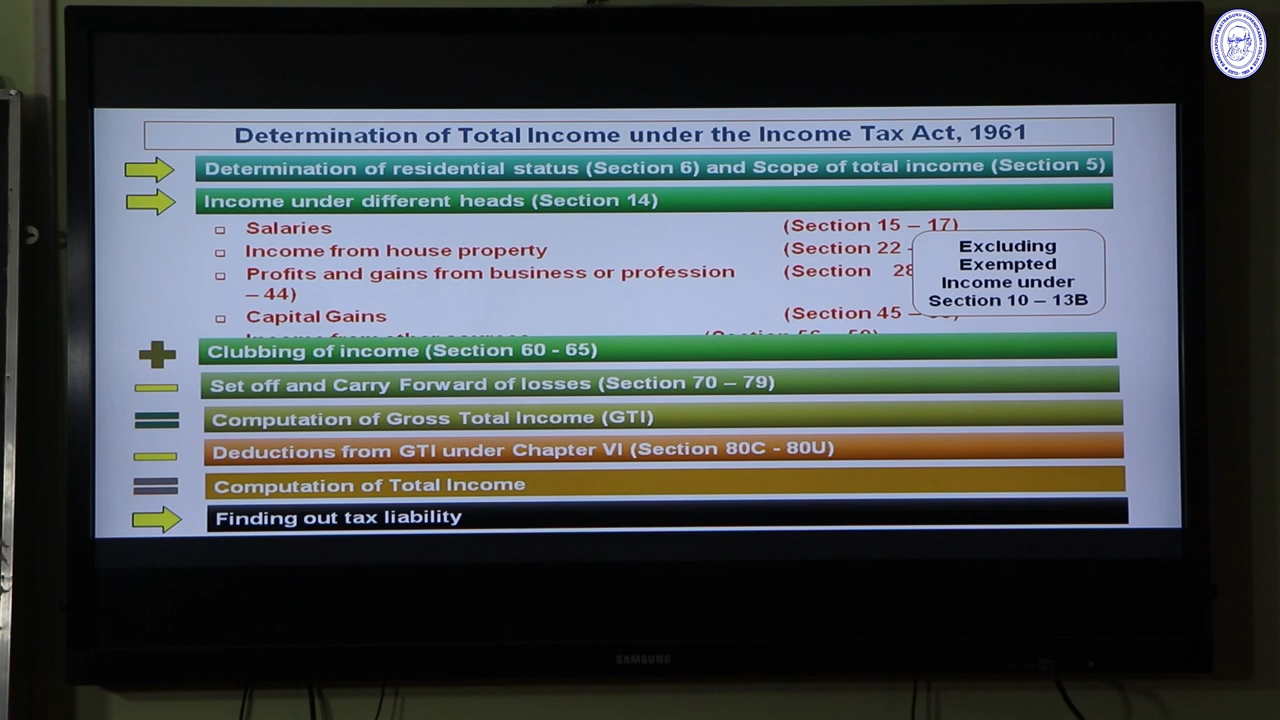 Determination of Total Income under the Income Tax Act, 1961
Determination of residential status (Section 6) and Scope of total income (Section 5)
Income under different heads (Section 14)
Salaries (Section 15 – 17)
Income from house property (Section 22 -
Profits and gains from business or profession (Section 28
– 44)
Capital Gains (Section 45 –
Excluding
Exempted
Income under
Section 10 – 13B
Clubbing of income (Section 60 - 65)
Set off and Carry Forward of losses (Section 70 – 79)
Computation of Gross Total Income (GTI)
Deductions from GTI under Chapter VI (Section 80C - 80U)
Computation of Total Income
Finding out tax liability
SAMSUNG